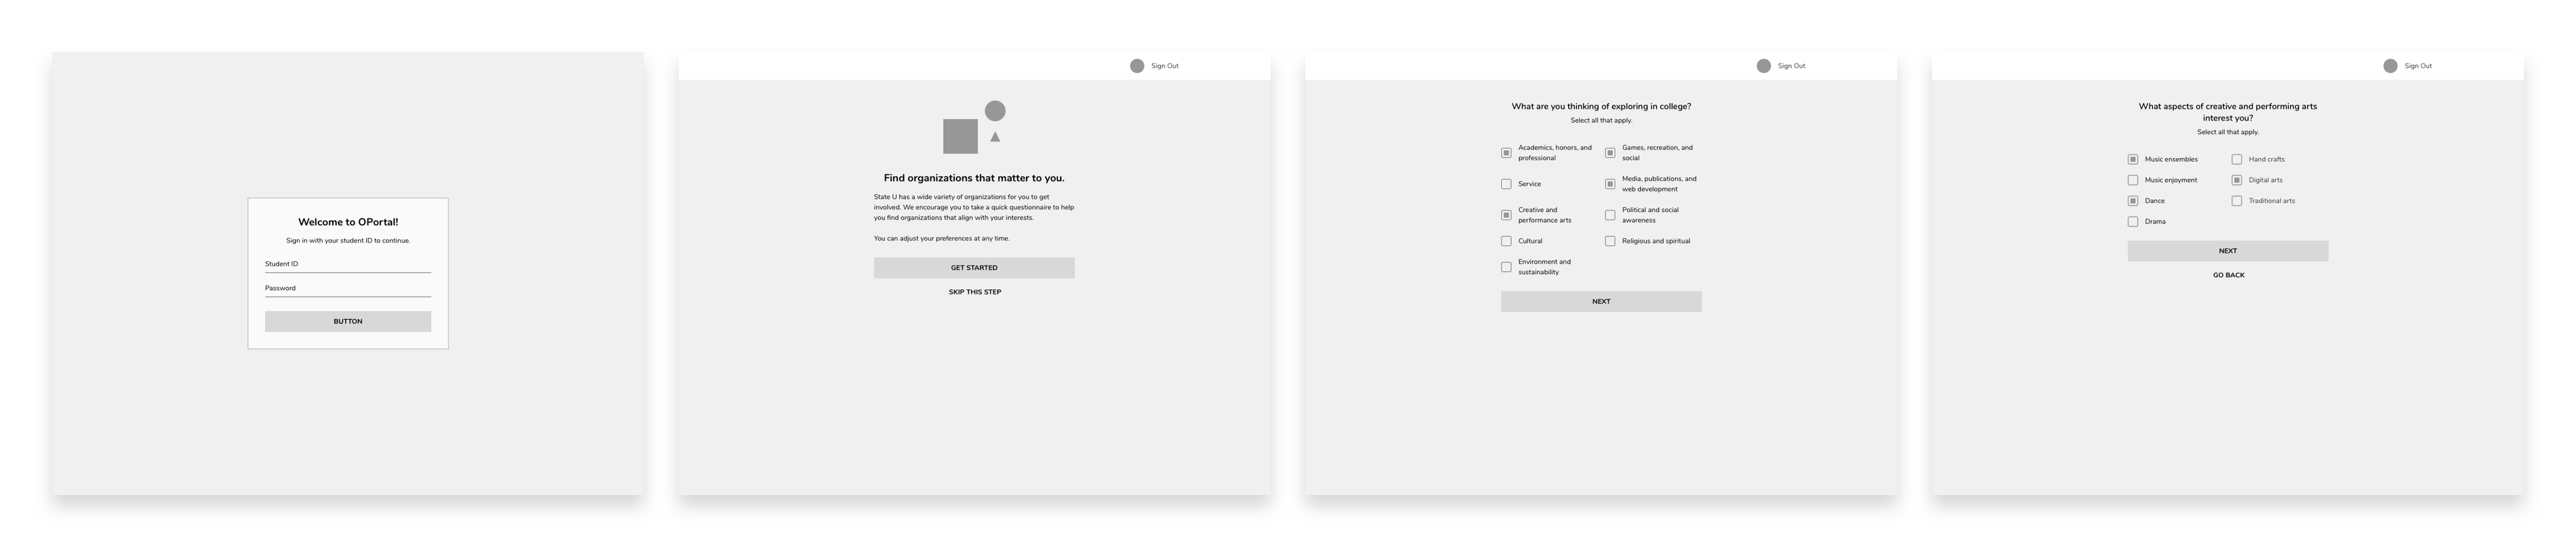 Welcome to OPortal!
Sign in with your student ID to continue.
Student ID
Password
BUTTON
Sign Out
Find organizations that matter to you.
State U has a wide variety of organizations for you to get
involved. We encourage you to take a quick questionnaire to help
you find organizations that align with your interests.
You can adjust your preferences at any time.
GET STARTED
SKIP THIS STEP
Sign Out
What are you thinking of exploring in college?
Select all that apply.
Academics, honors, and
professional
Games, recreation, and
social
Service
Media, publications, and
web development
Creative and
performance arts
Political and social
awareness
Cultural
Religious and spiritual
Environment and
sustainability
NEXT
Sign Out
What aspects of creative and performing arts
interest you?
Select all that apply.
Music ensembles
Hand crafts
Music enjoyment
Digital arts
Dance
Traditional arts
Drama
NEXT
GO BACK